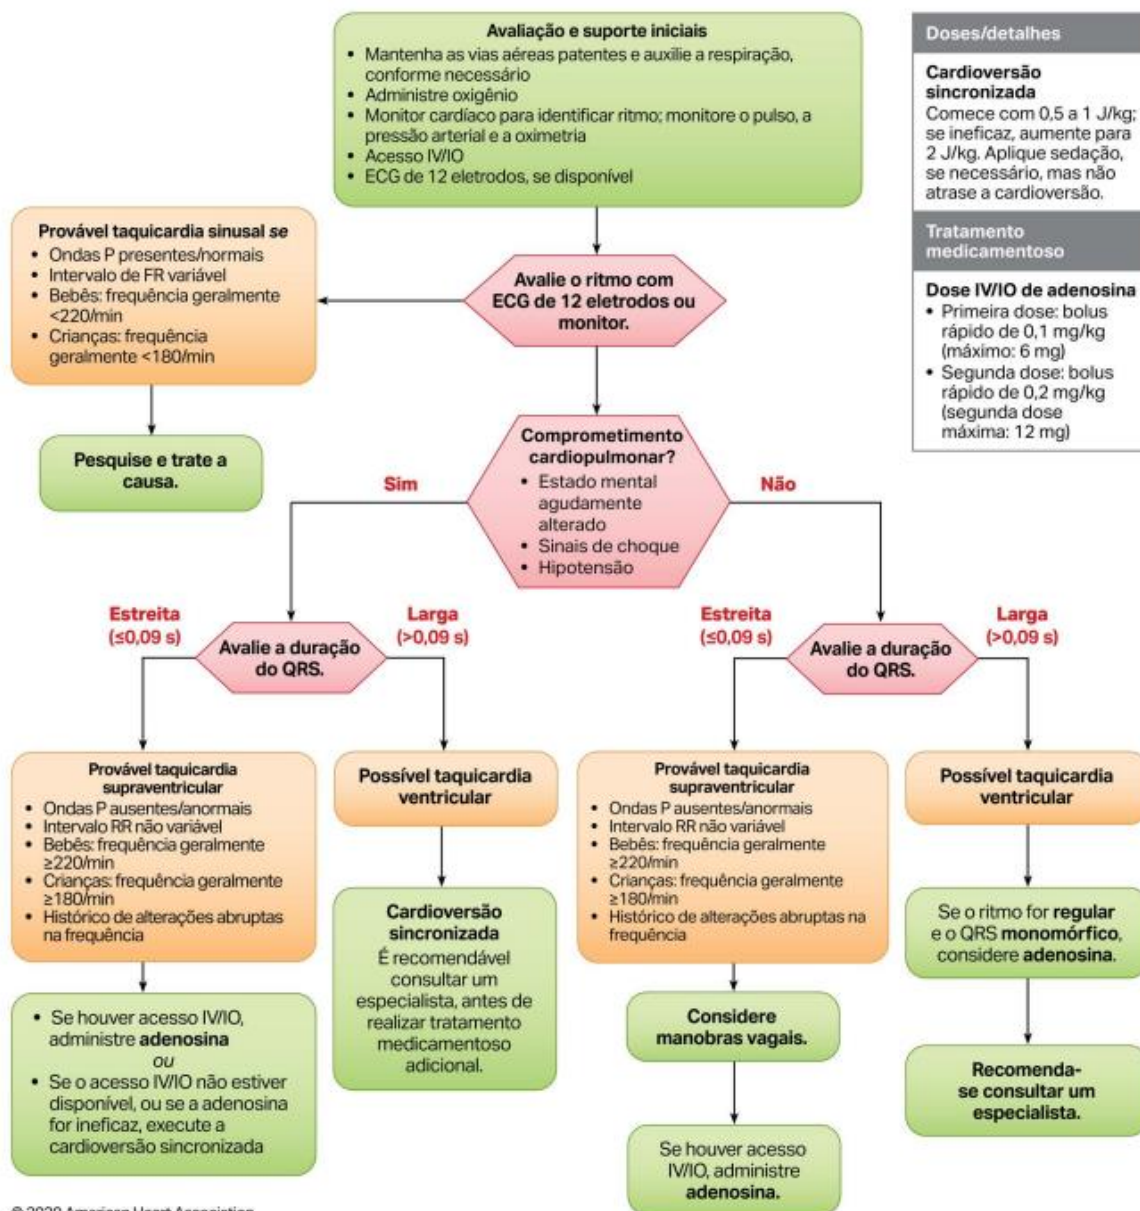 Avaliação e suporte iniciais
• Mantenha as vias aéreas patentes e auxilie a respiração,
conforme necessário
• Administre oxigênio
• Monitor cardíaco para identificar ritmo; monitore o pulso, a
pressão arterial e a oximetria
• Acesso IV/IO
• ECG de 12 eletrodos, se disponível
Doses/detalhes
Cardioversão
sincronizada
Comece com 0,5 a 1 J/kg;
se ineficaz, aumente para
2 J/kg. Aplique sedação,
se necessário, mas não
atrase a cardioversão.
Tratamento
medicamentoso
Dose IV/IO de adenosina
• Primeira dose: bolus
rápido de 0,1 mg/kg
(máximo: 6 mg)
• Segunda dose: bolus
rápido de 0,2 mg/kg
(segunda dose
máxima: 12 mg)
Provável taquicardia sinusal se
• Ondas P presentes/normais
• Intervalo de FR variável
• Bebês: frequência geralmente
<220/min
• Crianças: frequência
geralmente <180/min
Avalie o ritmo com
ECG de 12 eletrodos ou
monitor.
Pesquise e trate a
causa.
Comprometimento
cardiopulmonar?
• Estado mental
agudamente
alterado
• Sinais de choque
• Hipotensão
Sim
Não
Estreita
(≤0,09 s)
Avalie a duração
do QRS.
Larga
(>0,09 s)
Estreita
(≤0,09 s)
Avalie a duração
do QRS.
Larga
(>0,09 s)
Provável taquicardia
supraventricular
• Ondas P ausentes/anormais
• Intervalo RR não variável
• Bebês: frequência geralmente
≥220/min
• Crianças: frequência geralmente
≥180/min
• Histórico de alterações abruptas
na frequência
Possível taquicardia
ventricular
Provável taquicardia
supraventricular
• Ondas P ausentes/anormais
• Intervalo RR não variável
• Bebês: frequência geralmente
≥220/min
• Crianças: frequência geralmente
≥180/min
• Histórico de alterações abruptas na
frequência
Possível taquicardia
ventricular
• Se houver acesso IV/IO,
administre adenosina
ou
• Se o acesso IV/IO não estiver
disponível, ou se a adenosina
for ineficaz, execute a
cardioversão sincronizada
Cardioversão
sincronizada
É recomendável
consultar um
especialista, antes de
realizar tratamento
medicamentoso
adicional.
Considere
manobras vagais.
Se houver acesso
IV/IO, administre
adenosina.
Se o ritmo for regular
e o QRS monomórfico,
considere adenosina.
Recomenda-
se consultar um
especialista.
© 2020 American Heart Association